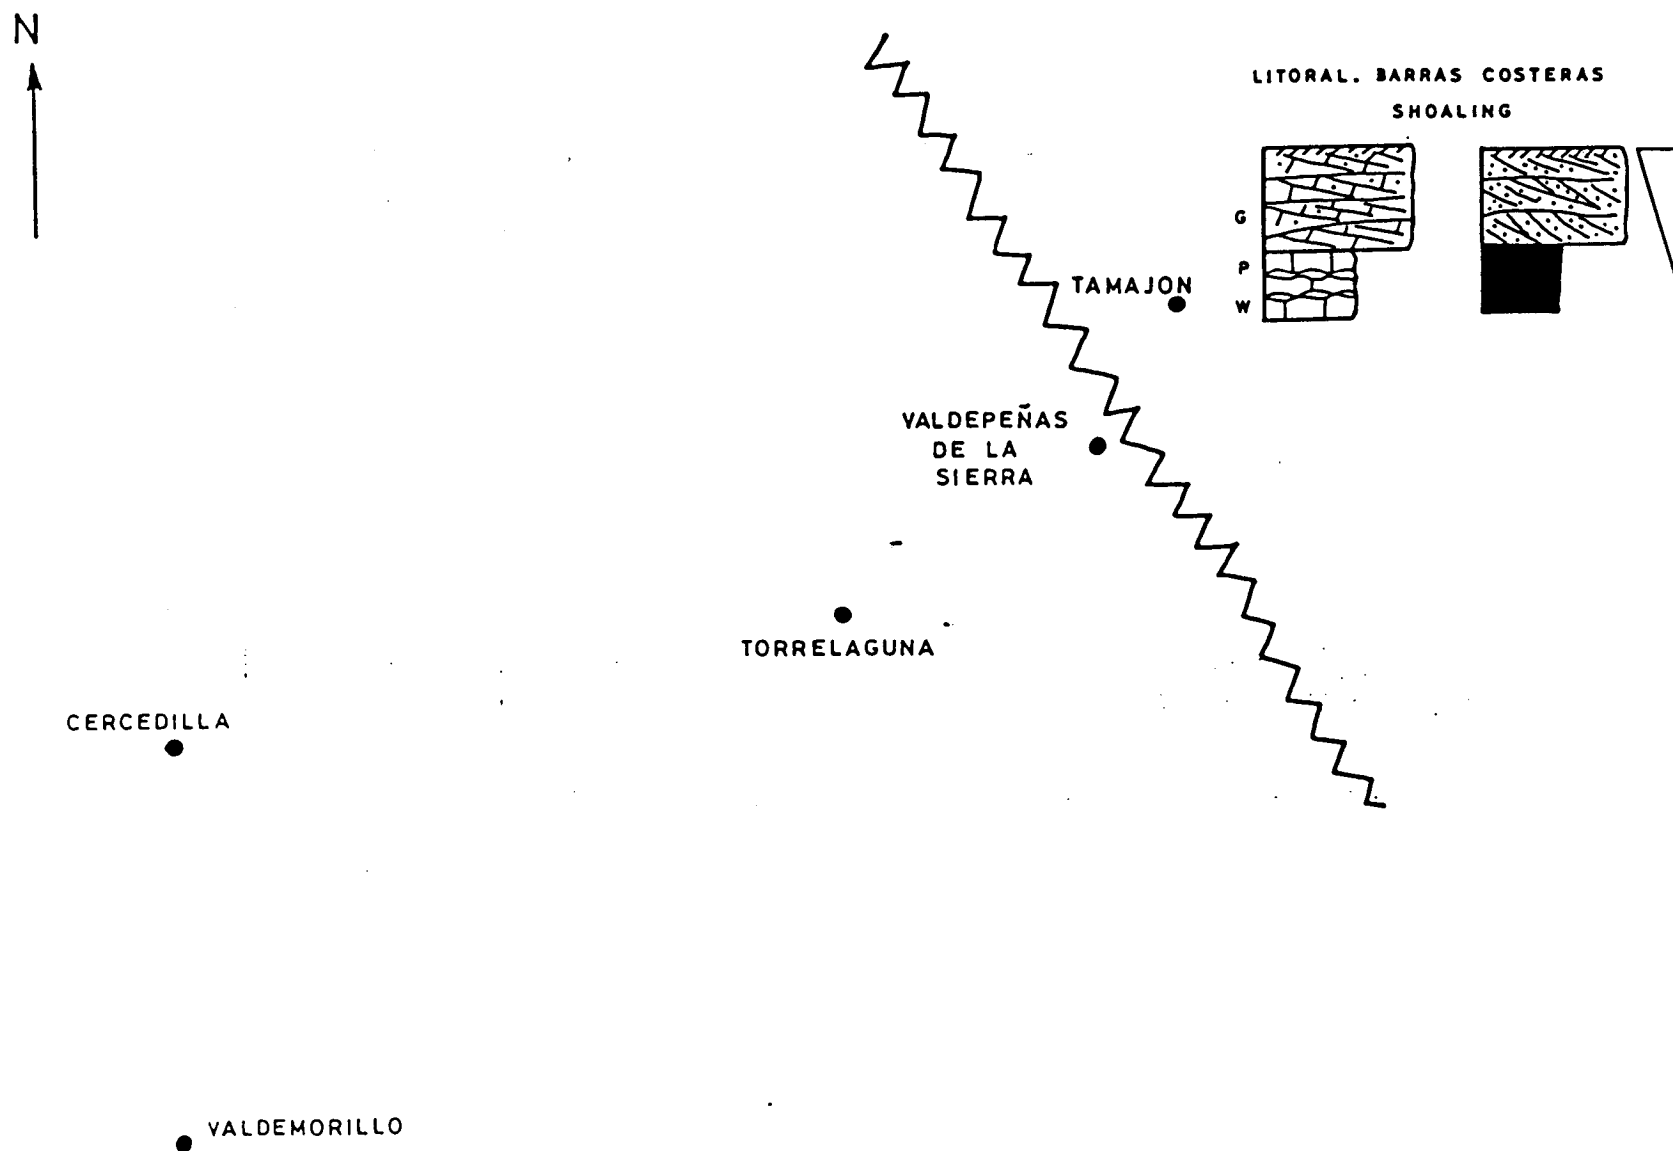 N
LITORAL. BARRAS COSTERAS
SHOALING
G
P
W
TAMAJON
VALDEPEÑAS
DE LA
SIERRA
TORRELAGUNA
CERCEDILLA
VALDEMORILLO